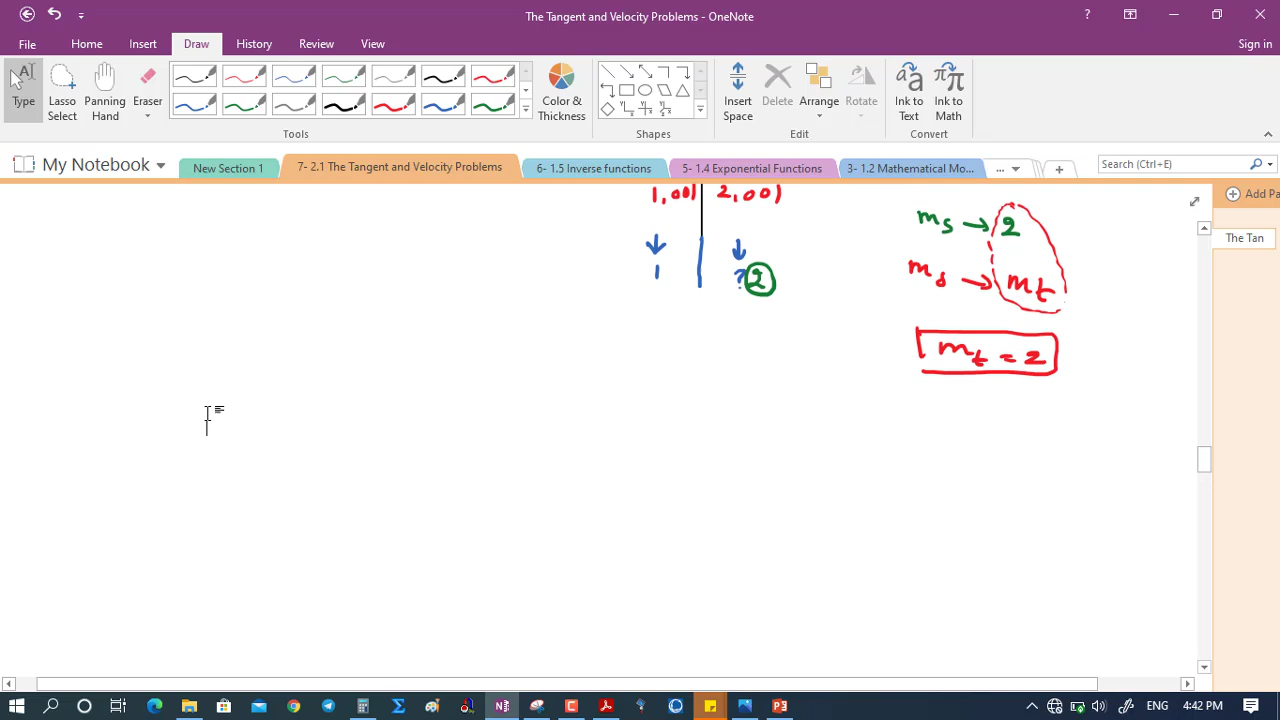 The Tangent and Velocity Problems - OneNote
File Home Insert Draw History Review View Sign in
Type
Lasso Select
Panning Hand
Eraser
Color & Thickness
Insert Space
Delete
Arrange
Rotate
Ink to Text
Ink to Math
Tools Shapes Edit Convert
My Notebook
New Section 1
7- 2.1 The Tangent and Velocity Problems
6- 1.5 Inverse functions
5- 1.4 Exponential Functions
3- 1.2 Mathematical Mo...
Search (Ctrl+E)
Add Pa
The Tan
1,001 | 2,001
↓ ↓
1 | ? 2
ms → 2
ms → mt
mt = 2
ENG 4:42 PM